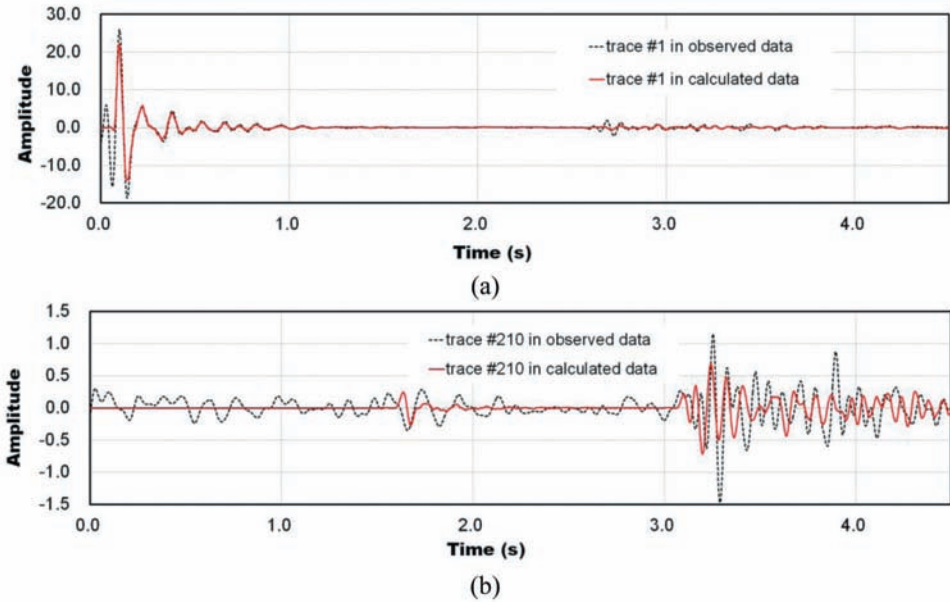 30.0
20.0
10.0
0.0
-10.0
-20.0
Amplitude
trace #1 in observed data
trace #1 in calculated data
0.0 1.0 2.0 3.0 4.0
Time (s)
(a)
1.5
1.0
0.5
0.0
-0.5
-1.0
-1.5
Amplitude
trace #210 in observed data
trace #210 in calculated data
0.0 1.0 2.0 3.0 4.0
Time (s)
(b)